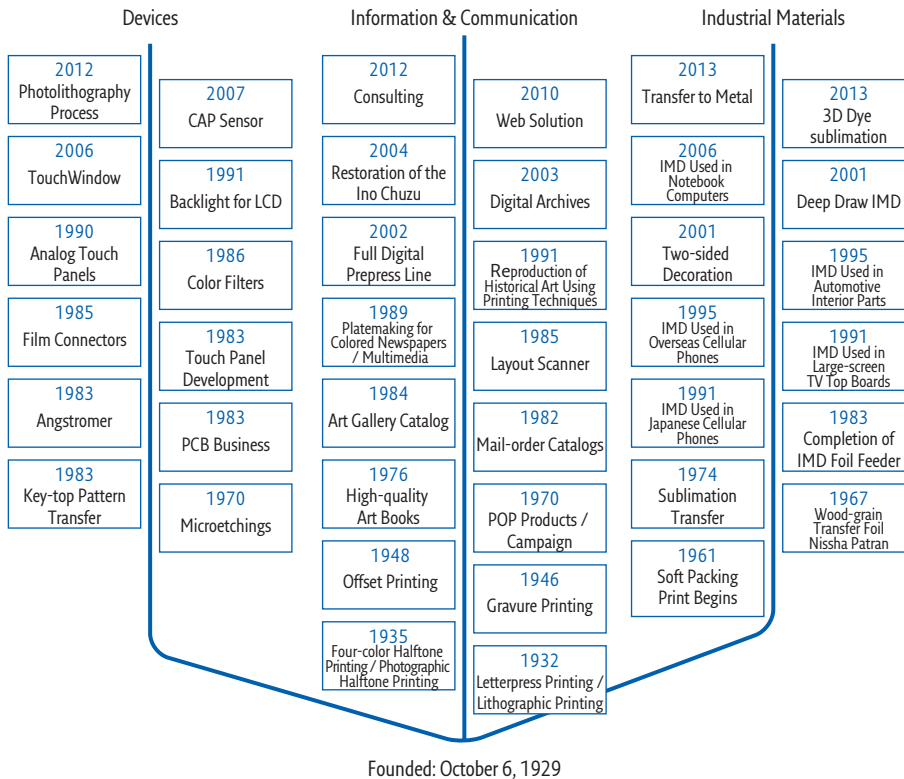 Devices
2012
Photolithography
Process
2007
CAP Sensor
2006
TouchWindow
1991
Backlight for LCD
1990
Analog Touch
Panels
1986
Color Filters
1985
Film Connectors
1983
Touch Panel
Development
1983
Angstromer
1983
PCB Business
1983
Key-top Pattern
Transfer
1970
Microetchings
Information & Communication
2012
Consulting
2010
Web Solution
2004
Restoration of the
Ino Chuzu
2003
Digital Archives
2002
Full Digital
Prepress Line
1991
Reproduction of
Historical Art Using
Printing Techniques
1989
Platemaking for
Colored Newspapers
/ Multimedia
1985
Layout Scanner
1984
Art Gallery Catalog
1982
Mail-order Catalogs
1976
High-quality
Art Books
1970
POP Products /
Campaign
1948
Offset Printing
1946
Gravure Printing
1935
Four-color Halftone
Printing / Photographic
Halftone Printing
1932
Letterpress Printing /
Lithographic Printing
Industrial Materials
2013
Transfer to Metal
2013
3D Dye
sublimation
2006
IMD Used in
Notebook
Computers
2001
Deep Draw IMD
2001
Two-sided
Decoration
1995
IMD Used in
Automotive
Interior Parts
1995
IMD Used in
Overseas Cellular
Phones
1991
IMD Used in
Large-screen
TV Top Boards
1991
IMD Used in
Japanese Cellular
Phones
1983
Completion of
IMD Foil Feeder
1974
Sublimation
Transfer
1967
Wood-grain
Transfer Foil
Nissha Patran
1961
Soft Packing
Print Begins
Founded: October 6, 1929